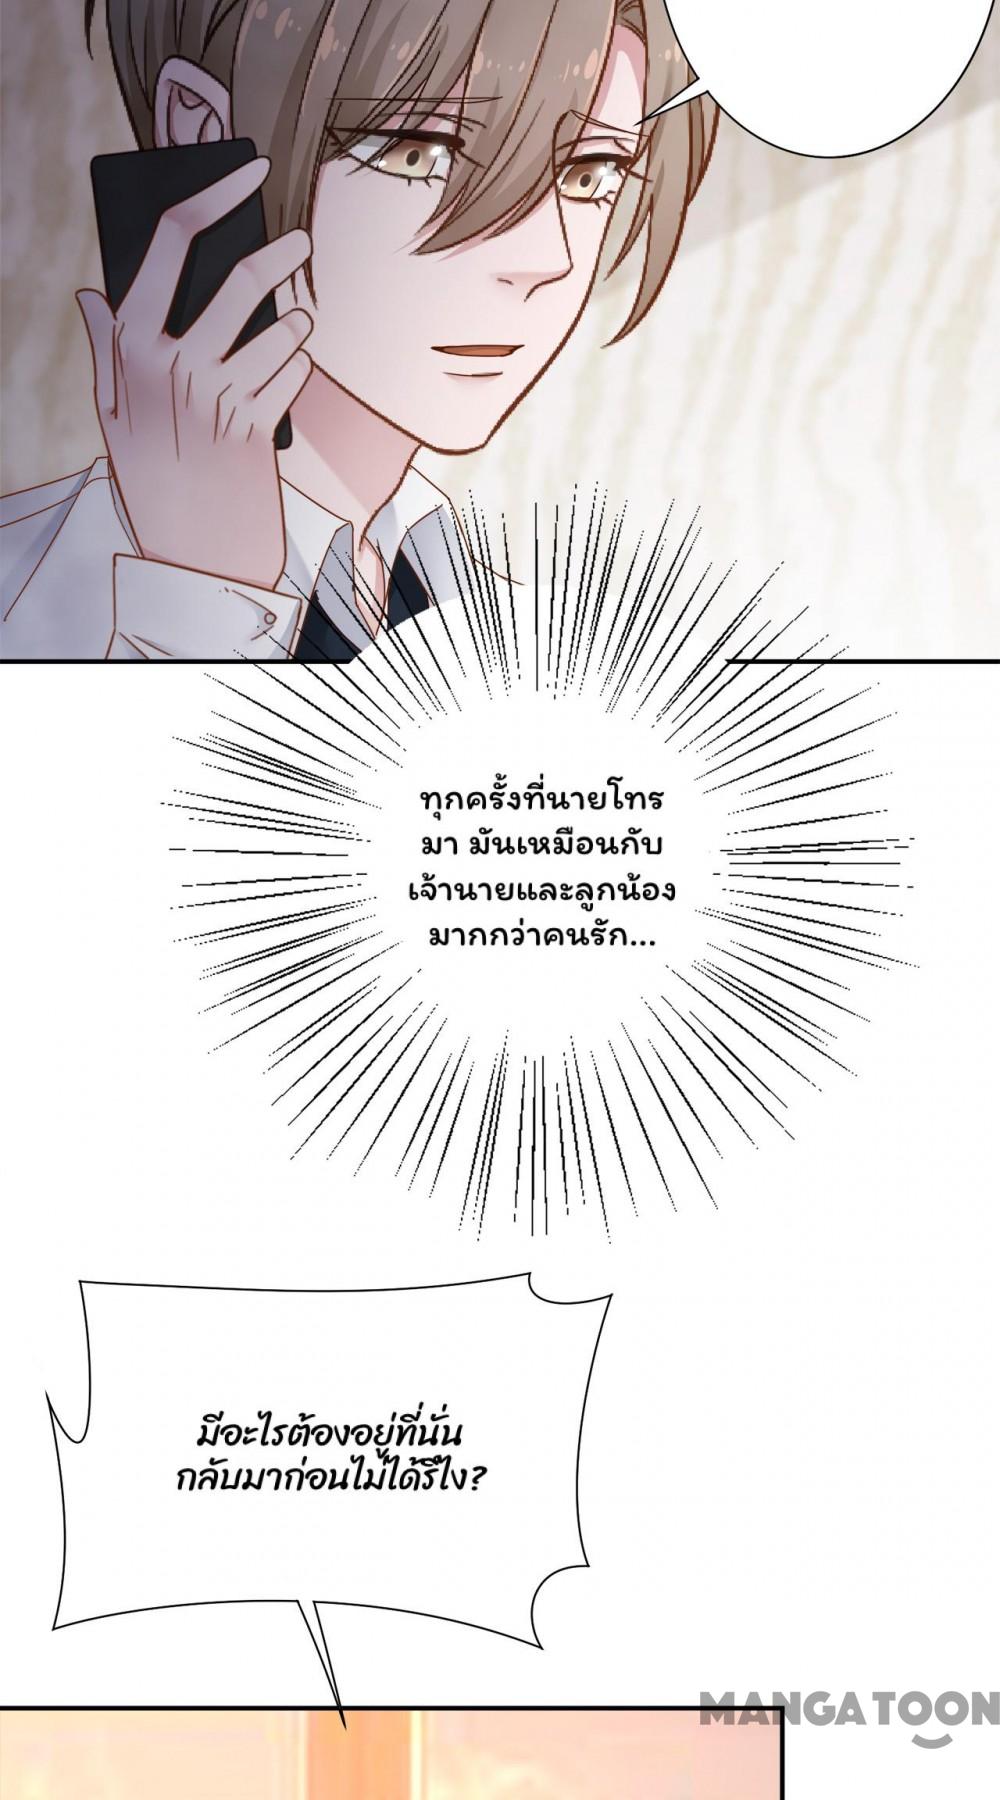 ทุกครั้งที่นายโทร
มา มันเหมือนกับ
เจ้านายและลูกน้อง
มากกว่าคนรัก...
มีอะไรต้องอยู่ที่นั่น
กลับมาก่อนไม่ได้รึไง?
MANGATOON